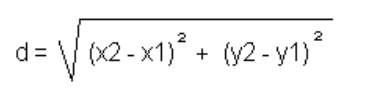 d = √(x2 - x1)² + (y2 - y1)²